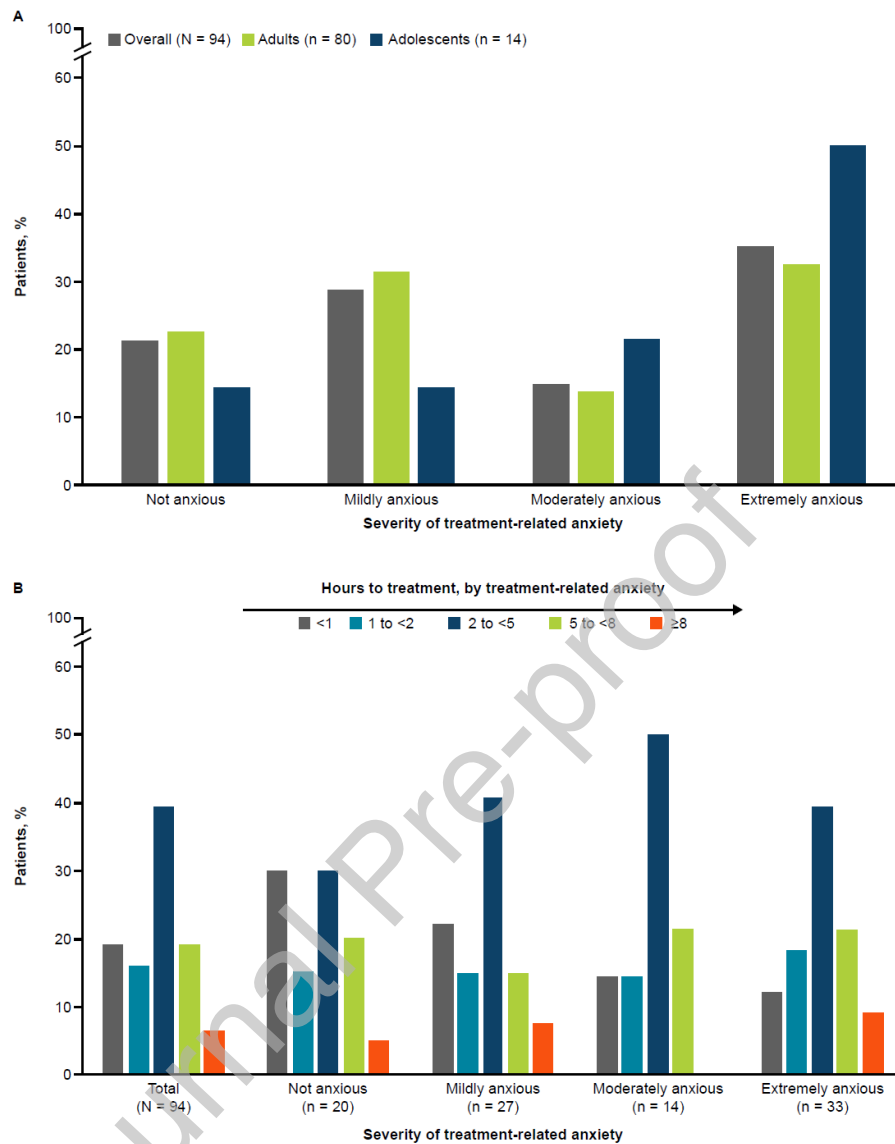 A
100
Overall (N = 94) Adults (n = 80) Adolescents (n = 14)
60
50
40
30
20
10
0
Patients, %
Not anxious Mildly anxious Moderately anxious Extremely anxious
Severity of treatment-related anxiety
B
Hours to treatment, by treatment-related anxiety
100
<1 1 to <2 2 to <5 5 to <8 ≥8
60
50
40
30
20
10
0
Patients, %
Total Not anxious Mildly anxious Moderately anxious Extremely anxious
(N = 94) (n = 20) (n = 27) (n = 14) (n = 33)
Severity of treatment-related anxiety
urnal Pre-proof